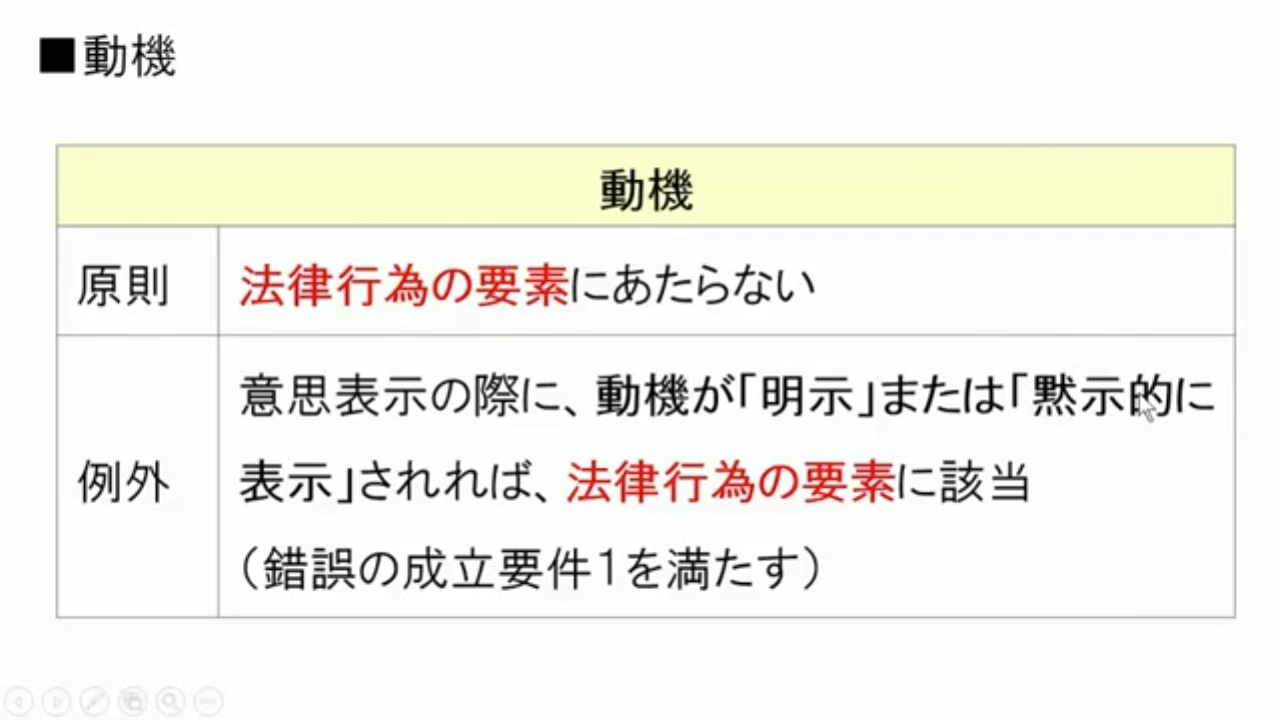 ■動機
動機
原則
法律行為の要素にあたらない
例外
意思表示の際に、動機が「明示」または「黙示的に
表示」されれば、法律行為の要素に該当
（錯誤の成立要件1を満たす）